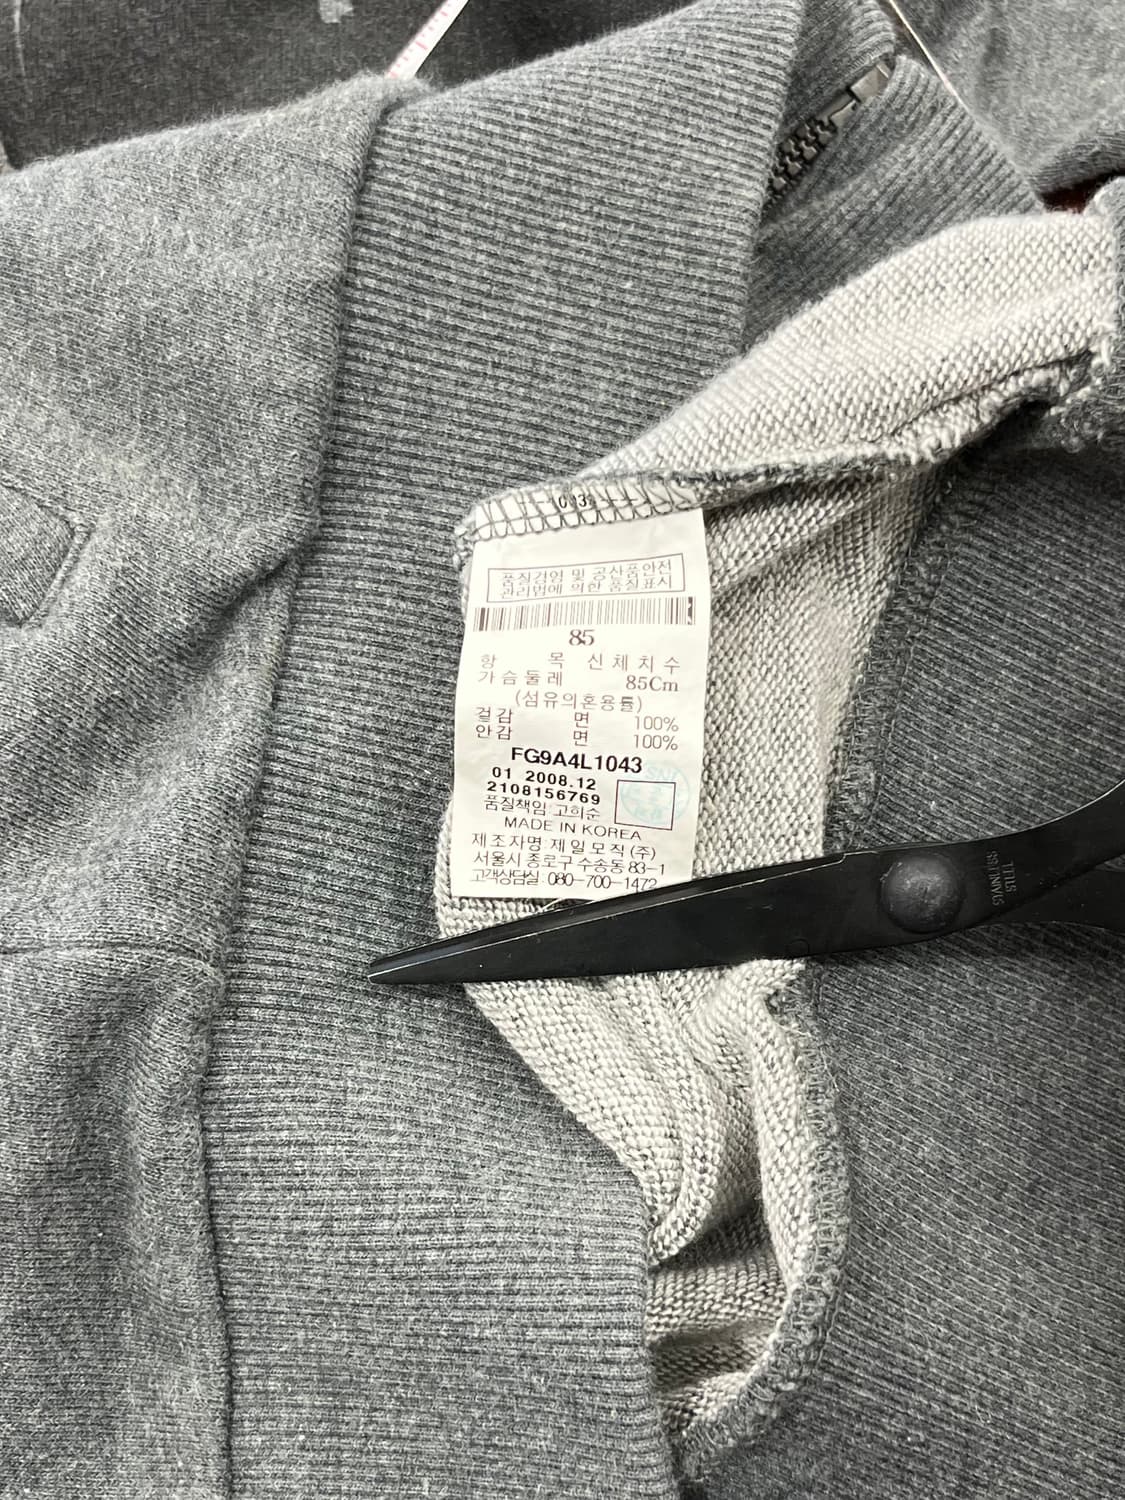 품질경영 및 공산품안전
관리법에 의한 품질표시
85
항 목 신체치수
가슴둘레 85Cm
(섬유의혼용률)
겉감 면 100%
안감 면 100%
FG9A4L1043
01 2008.12
2108156769
품질책임:고희순
MADE IN KOREA
제조자명 제일모직(주)
서울시 종로구 수송동 83-1
고객상담실: 080-700-1472
STAINLESS
STEEL